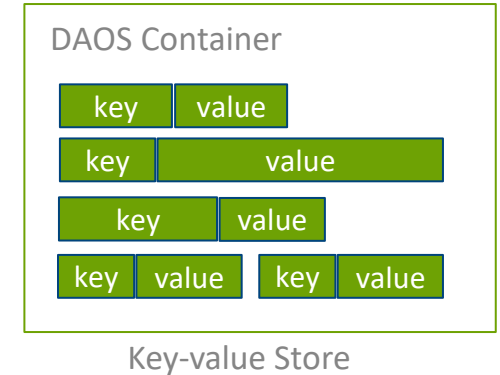 DAOS Container
key value
key value
key value
key value key value
Key-value Store